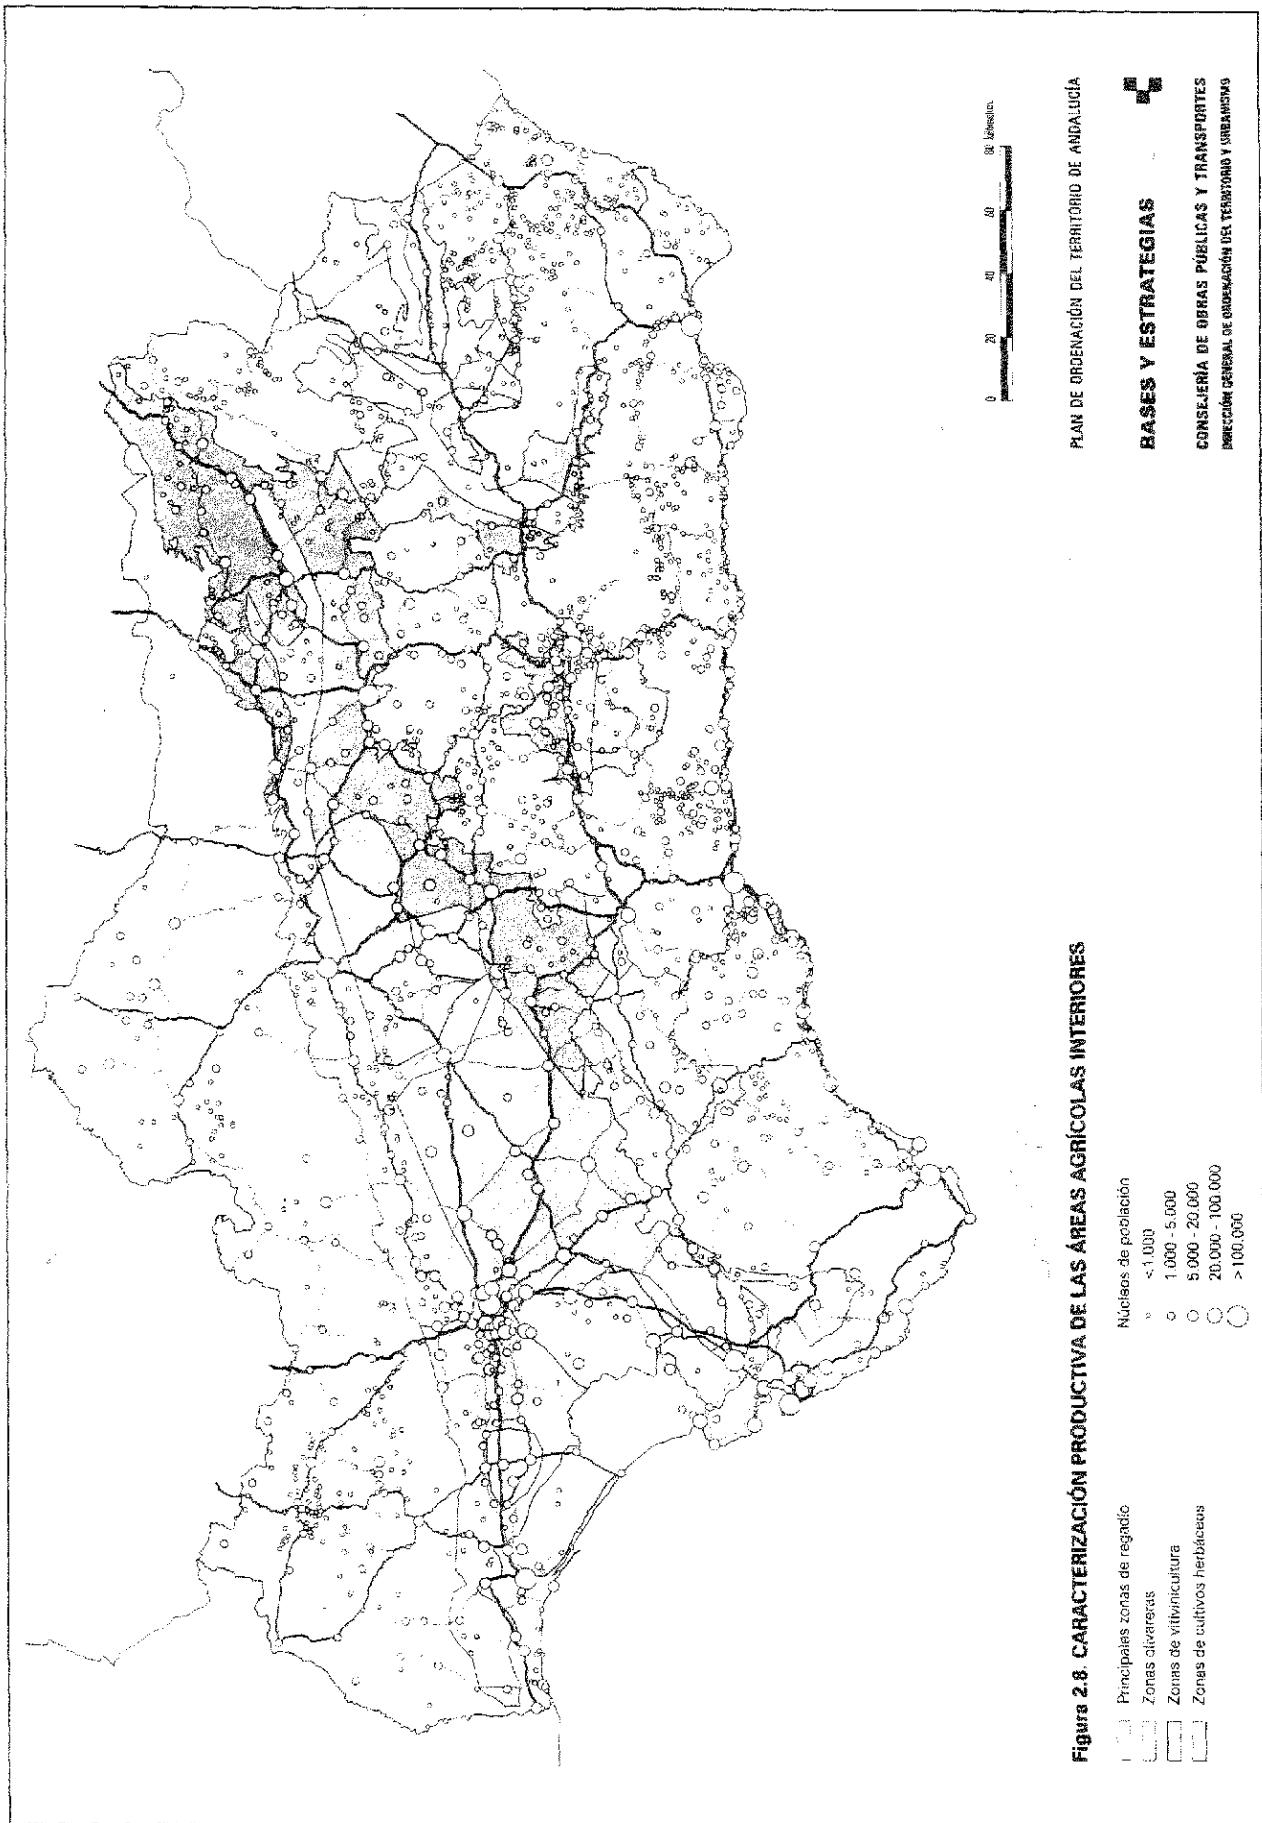 0 20 40 60 80 kilómetros
PLAN DE ORDENACIÓN DEL TERRITORIO DE ANDALUCÍA
BASES Y ESTRATEGIAS
CONSEJERÍA DE OBRAS PÚBLICAS Y TRANSPORTES
DIRECCIÓN GENERAL DE ORDENACIÓN DEL TERRITORIO Y URBANISMO
Figura 2.8. CARACTERIZACIÓN PRODUCTIVA DE LAS ÁREAS AGRÍCOLAS INTERIORES
Principales zonas de regadío
Zonas olivareras
Zonas de vitivinicultura
Zonas de cultivos herbáceos
Núcleos de población
< 1.000
1.000 - 5.000
5.000 - 20.000
20.000 - 100.000
> 100.000